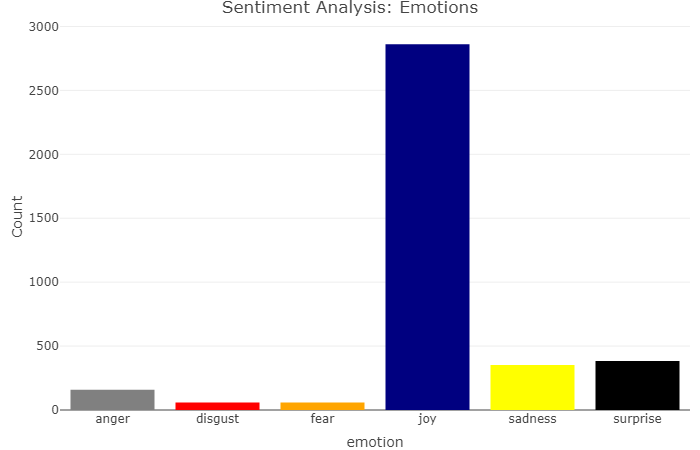 Sentiment Analysis: Emotions
3000
2500
2000
1500
1000
500
0
Count
anger disgust fear joy sadness surprise
emotion